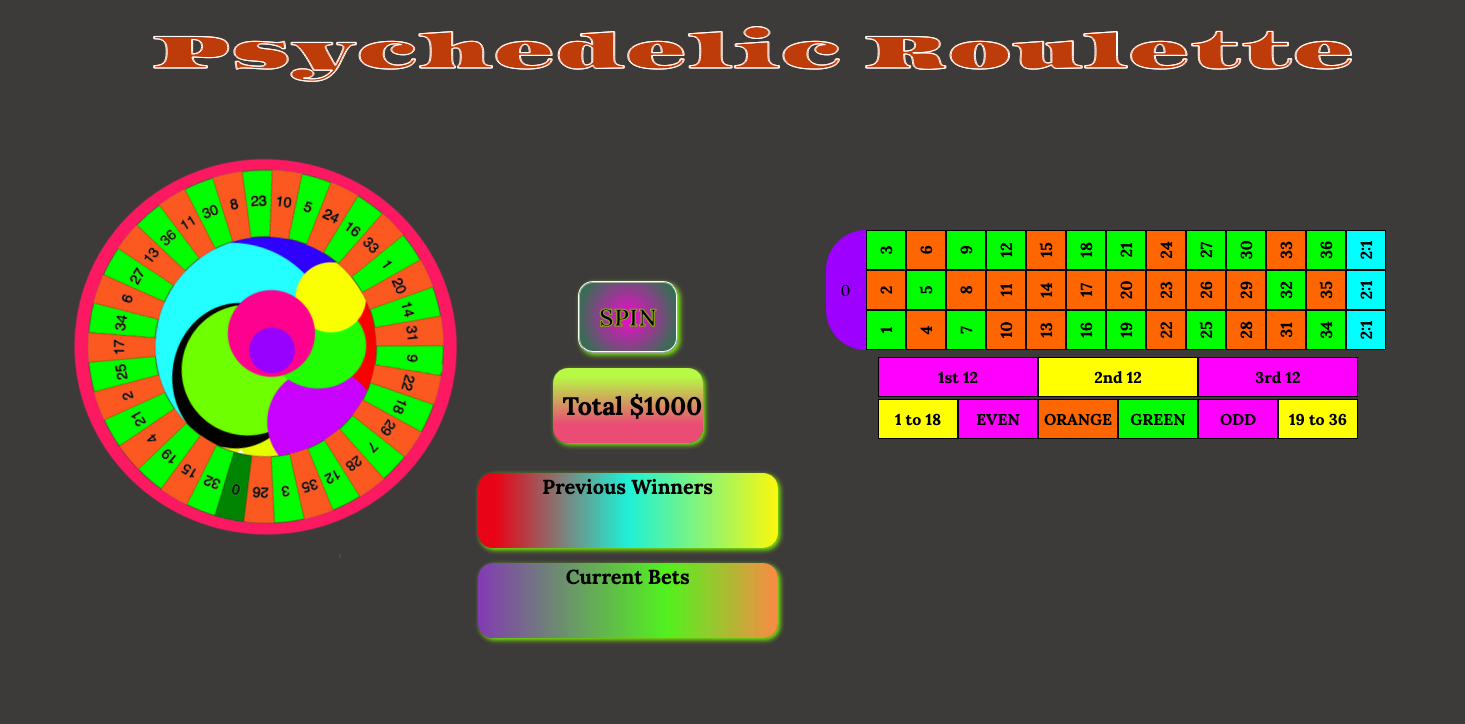 Psychedelic Roulette
23 10 5 24 16 33 1 20 14 31 9 22 18 29 7 28 12 35 3 26 0 32 15 19 4 21 2 25 17 34 6 27 13 36 11 30 8
SPIN
Total $1000
Previous Winners
Current Bets
3 6 9 12 15 18 21 24 27 30 33 36 2:1
0 2 5 8 11 14 17 20 23 26 29 32 35 2:1
1 4 7 10 13 16 19 22 25 28 31 34 2:1
1st 12 2nd 12 3rd 12
1 to 18 EVEN ORANGE GREEN ODD 19 to 36